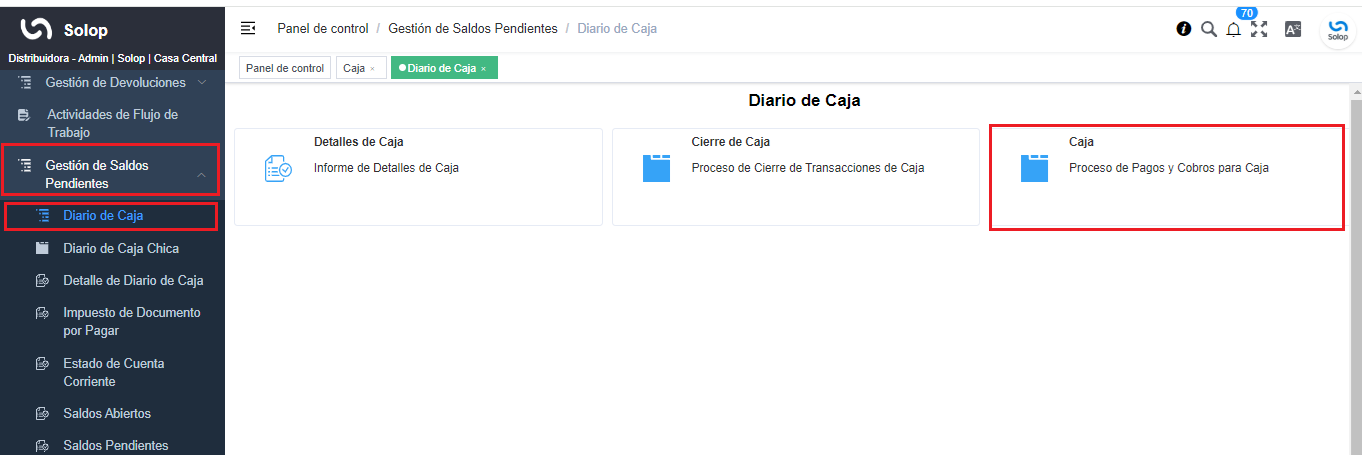 Solop
Distribuidora - Admin | Solop | Casa Central
Gestión de Devoluciones
Actividades de Flujo de
Trabajo
Gestión de Saldos
Pendientes
Diario de Caja
Diario de Caja Chica
Detalle de Diario de Caja
Impuesto de Documento
por Pagar
Estado de Cuenta
Corriente
Saldos Abiertos
Saldos Pendientes
Panel de control / Gestión de Saldos Pendientes / Diario de Caja
70
Solop
Panel de control
Caja ×
Diario de Caja ×
Diario de Caja
Detalles de Caja
Informe de Detalles de Caja
Cierre de Caja
Proceso de Cierre de Transacciones de Caja
Caja
Proceso de Pagos y Cobros para Caja